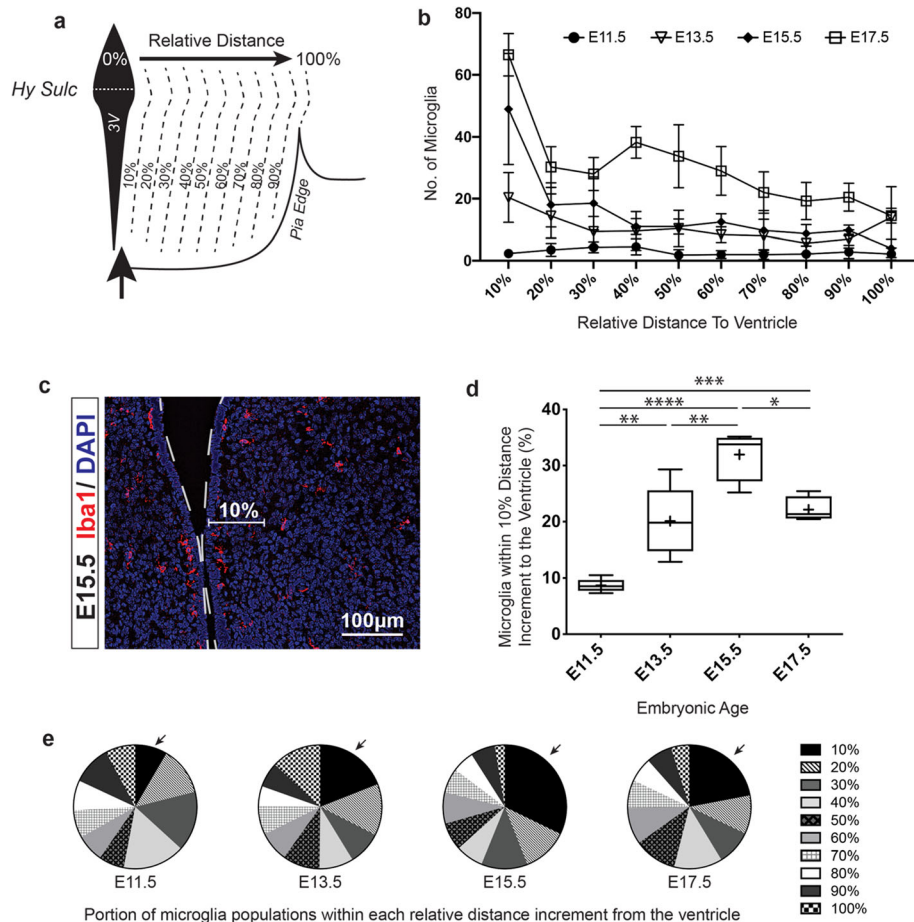 a
Relative Distance
0%
100%
Hy Sulc
3V
10%
20%
30%
40%
50%
60%
70%
80%
90%
Pia Edge
b
E11.5 E13.5 E15.5 E17.5
80
60
40
20
0
No. of Microglia
10% 20% 30% 40% 50% 60% 70% 80% 90% 100%
Relative Distance To Ventricle
c
E15.5 Iba1/ DAPI
10%
100µm
d
***
**** *
** **
40
30
20
10
0
Microglia within 10% Distance
Increment to the Ventricle (%)
E11.5 E13.5 E15.5 E17.5
Embryonic Age
e
E11.5 E13.5 E15.5 E17.5
10%
20%
30%
40%
50%
60%
70%
80%
90%
100%
Portion of microglia populations within each relative distance increment from the ventricle